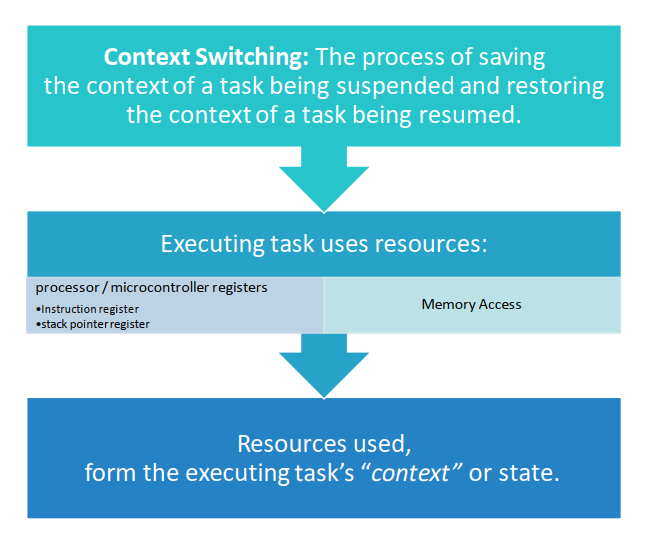 Context Switching: The process of saving
the context of a task being suspended and restoring
the context of a task being resumed.
Executing task uses resources:
processor / microcontroller registers
•Instruction register
•stack pointer register
Memory Access
Resources used,
form the executing task's “context” or state.